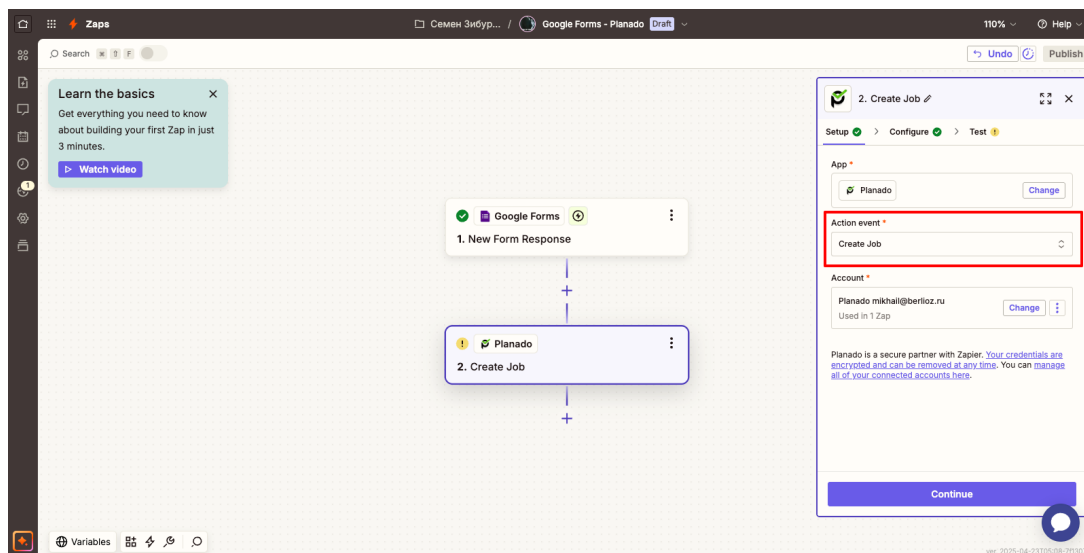 Zaps
Семен Зибур... / Google Forms - Planado Draft
110%
Help
Search ⌘ ⇧ F
Undo
Publish
Learn the basics
Get everything you need to know
about building your first Zap in just
3 minutes.
Watch video
1
Google Forms
1. New Form Response
Planado
2. Create Job
2. Create Job
Setup > Configure > Test
App *
Planado
Change
Action event *
Create Job
Account *
Planado mikhail@berlioz.ru
Used in 1 Zap
Change
Planado is a secure partner with Zapier. Your credentials are
encrypted and can be removed at any time. You can manage
all of your connected accounts here.
Continue
Variables